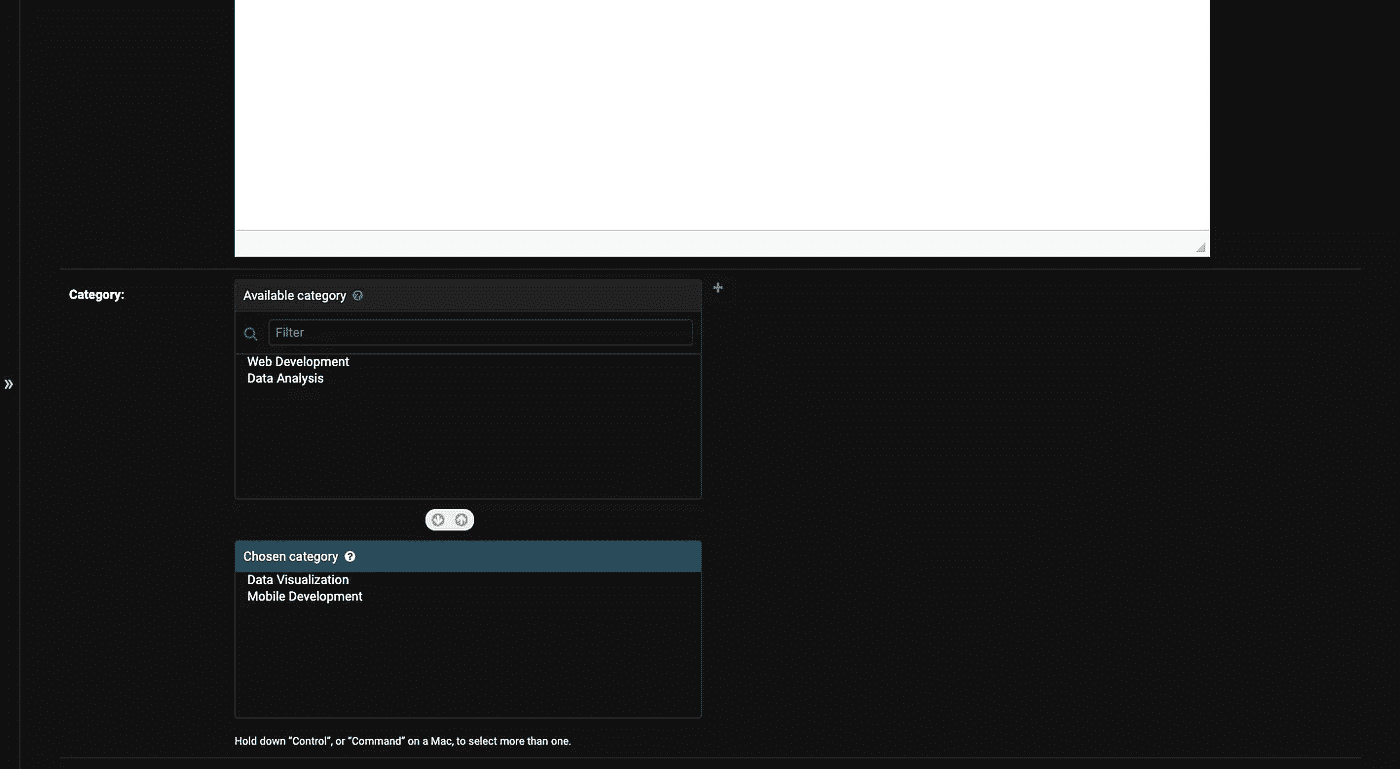 Category:
Available category ?
Filter
Web Development
Data Analysis
»
Chosen category ?
Data Visualization
Mobile Development
Hold down “Control”, or “Command” on a Mac, to select more than one.